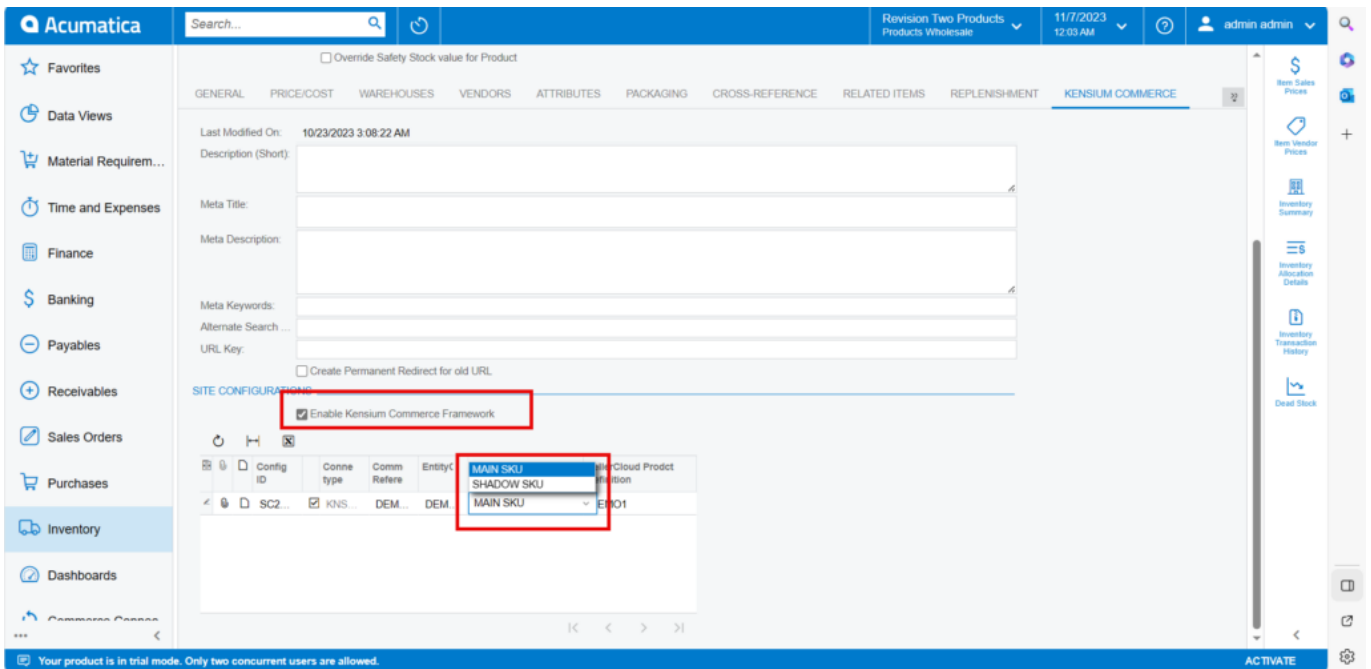 Acumatica
Search...
Revision Two Products
Products Wholesale
11/7/2023
12:03 AM
admin admin
Favorites
Data Views
Material Requirem...
Time and Expenses
Finance
Banking
Payables
Receivables
Sales Orders
Purchases
Inventory
Dashboards
Override Safety Stock value for Product
GENERAL PRICE/COST WAREHOUSES VENDORS ATTRIBUTES PACKAGING CROSS-REFERENCE RELATED ITEMS REPLENISHMENT KENSIUM COMMERCE
Last Modified On: 10/23/2023 3:08:22 AM
Description (Short):
Meta Title:
Meta Description:
Meta Keywords:
Alternate Search ...
URL Key:
Create Permanent Redirect for old URL
SITE CONFIGURATIONS
Enable Kensium Commerce Framework
Config ID
Conne type
Comm Refere
MAIN SKU
SHADOW SKU
SC2... KNS... DEM... DEM... MAIN SKU
Item Sales
Prices
Item Vendor
Prices
Inventory
Summary
Inventory
Allocation
Details
Inventory
Transaction
History
Dead Stock
Your product is in trial mode. Only two concurrent users are allowed.
ACTIVATE